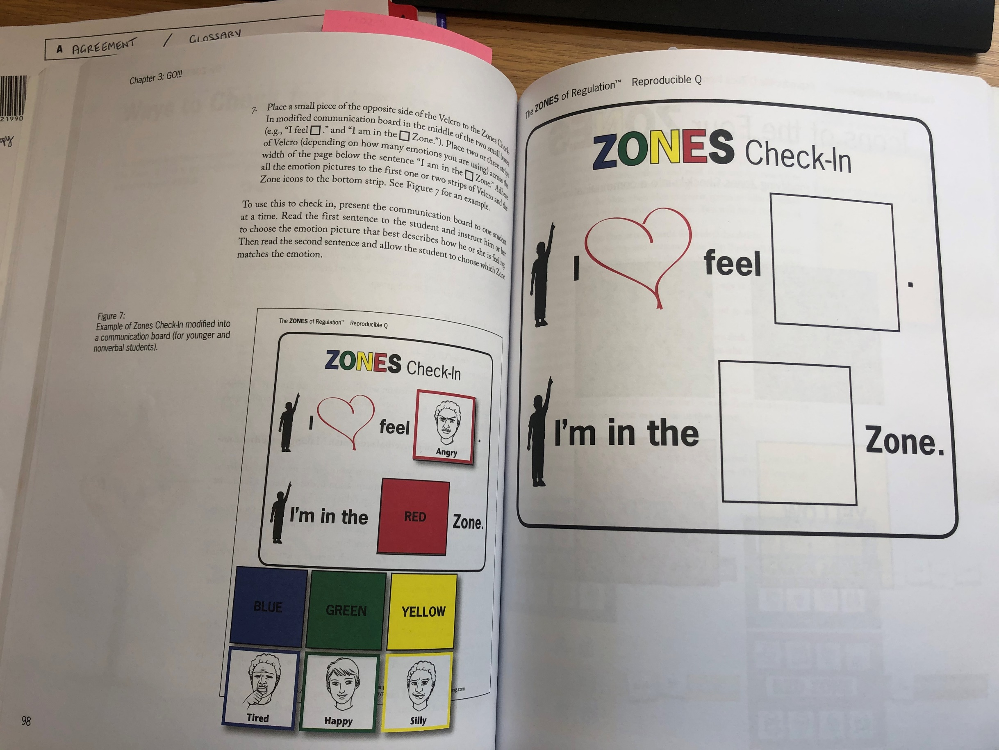 A AGREEMENT / GLOSSARY
21990
Chapter 3: GO!!!
7. Place a small piece of the opposite side of the Velcro to the Zones Check-
In modified communication board in the middle of the two small boxes
(e.g., “I feel □.” and “I am in the □ Zone.”). Place two or three strips
of Velcro (depending on how many emotions you are using) across the
width of the page below the sentence “I am in the □ Zone.” Adhere
all the emotion pictures to the first one or two strips of Velcro and the
Zone icons to the bottom strip. See Figure 7 for an example.
To use this to check in, present the communication board to one student
at a time. Read the first sentence to the student and instruct him or her
to choose the emotion picture that best describes how he or she is feeling.
Then read the second sentence and allow the student to choose which Zone
matches the emotion.
Figure 7:
Example of Zones Check-In modified into
a communication board (for younger and
nonverbal students).
The ZONES of Regulation™ Reproducible Q
ZONES Check-In
I feel
Angry
.
I’m in the RED Zone.
BLUE GREEN YELLOW
ng.com
Tired Happy Silly
98
The ZONES of Regulation™ Reproducible Q
ZONES Check-In
I feel .
I’m in the Zone.